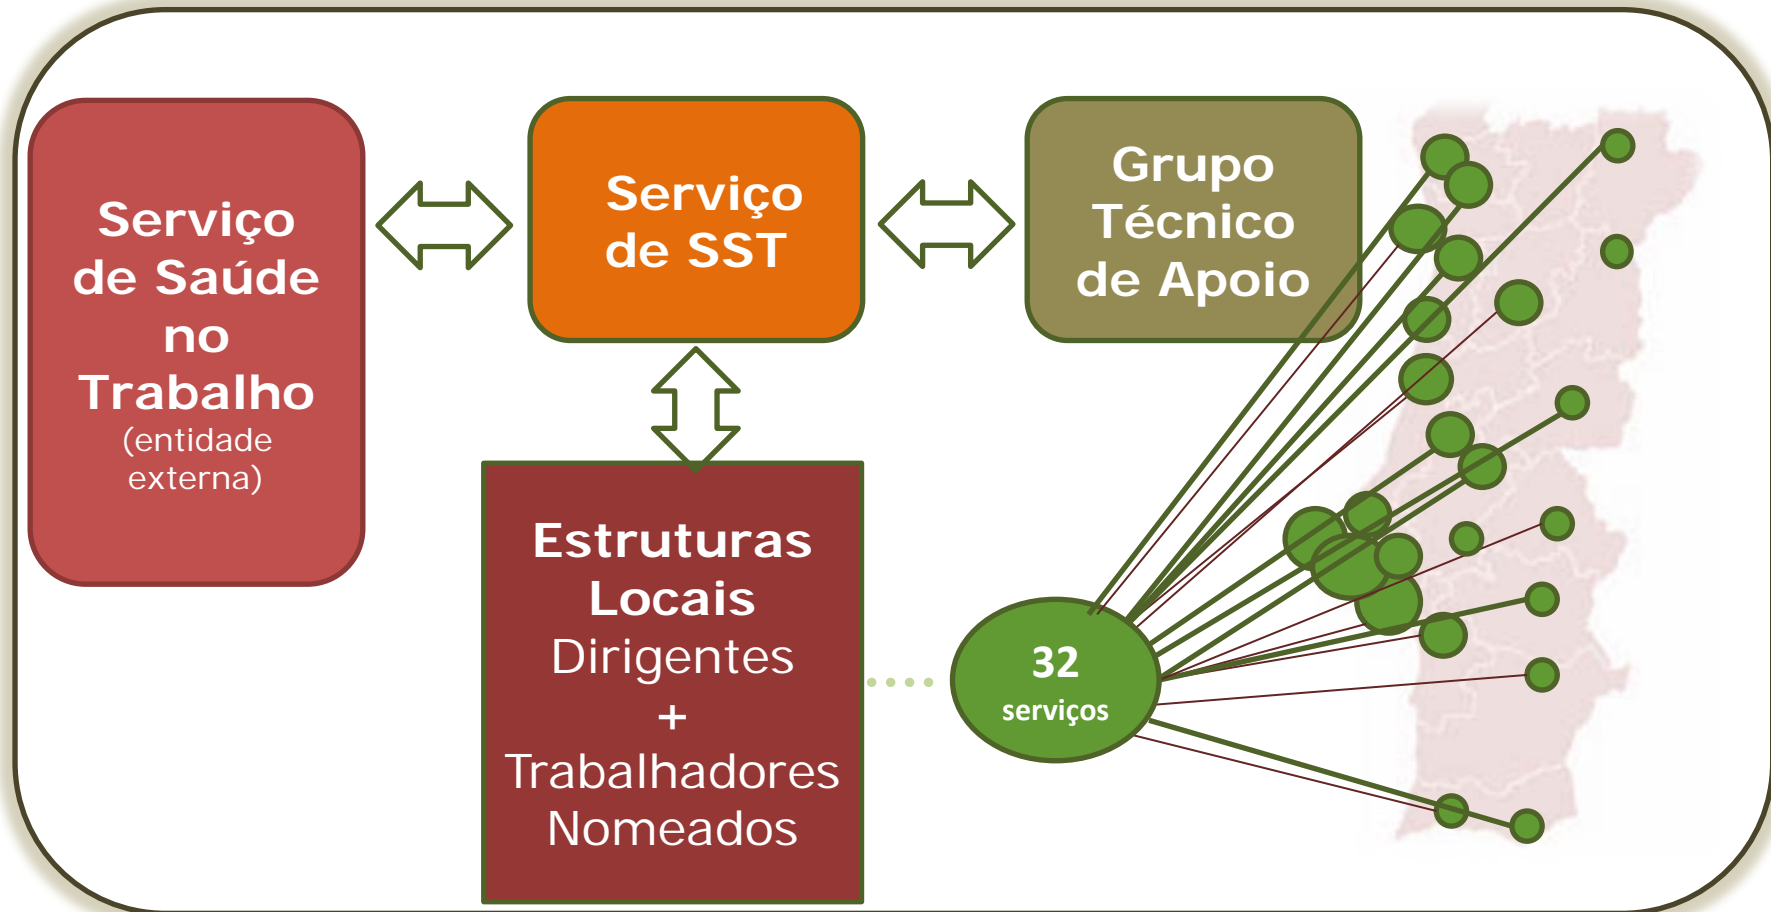 Serviço
de Saúde
no
Trabalho
(entidade
externa)
Serviço
de SST
Grupo
Técnico
de Apoio
Estruturas
Locais
Dirigentes
+
Trabalhadores
Nomeados
32
serviços